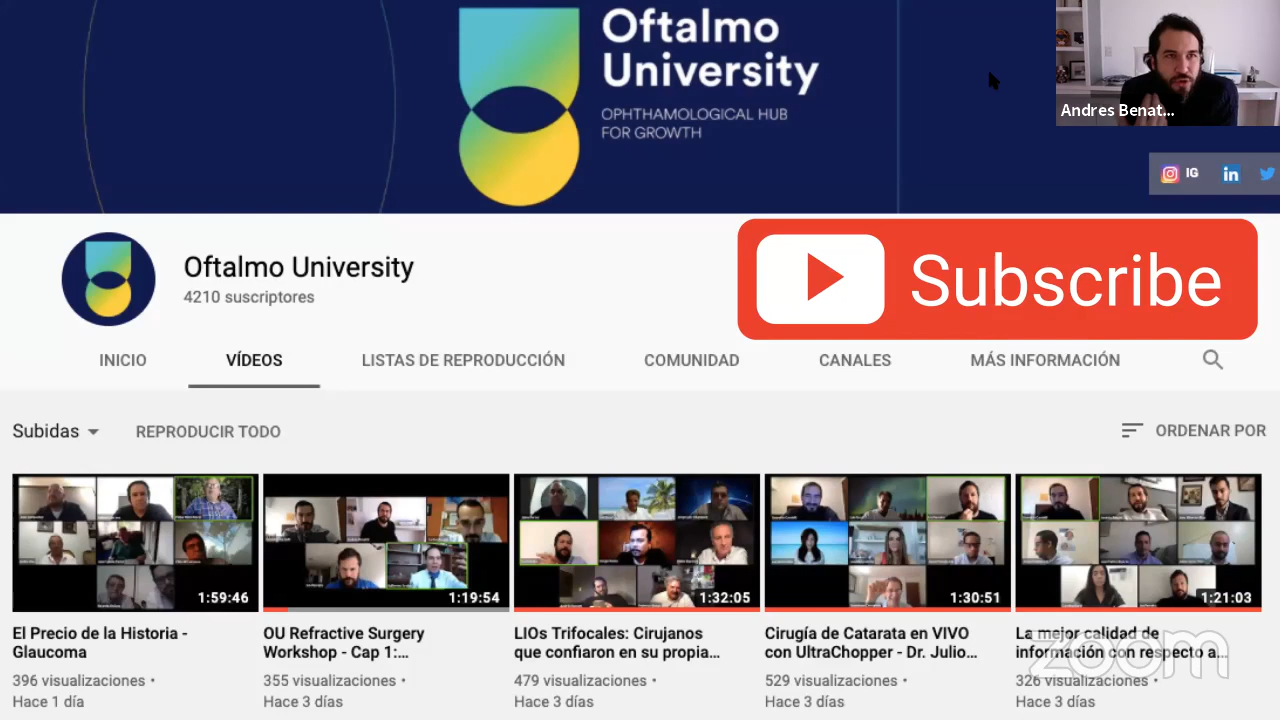 Oftalmo
University
OPHTHAMOLOGICAL HUB
FOR GROWTH
Andres Benat...
IG
in
Oftalmo University
4210 suscriptores
Subscribe
INICIO
VÍDEOS
LISTAS DE REPRODUCCIÓN
COMUNIDAD
CANALES
MÁS INFORMACIÓN
Subidas
REPRODUCIR TODO
ORDENAR POR
1:59:46
1:19:54
1:32:05
1:30:51
1:21:03
El Precio de la Historia -
Glaucoma
396 visualizaciones •
Hace 1 día
OU Refractive Surgery
Workshop - Cap 1:...
355 visualizaciones •
Hace 3 días
LIOs Trifocales: Cirujanos
que confiaron en su propia...
479 visualizaciones •
Hace 3 días
Cirugía de Catarata en VIVO
con UltraChopper - Dr. Julio...
529 visualizaciones •
Hace 3 días
La mejor calidad de
información con respecto a...
326 visualizaciones •
Hace 3 días
zoom